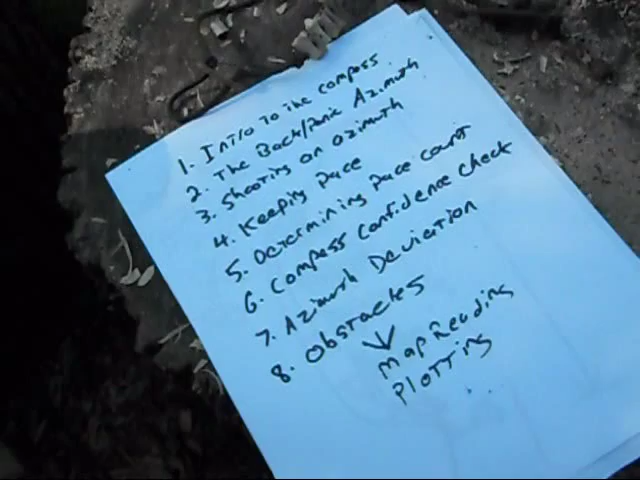 1. Intro to the compass
2. The Back/Panic Azimuth
3. Shooting an azimuth
4. Keeping pace
5. Determining pace count
6. Compass Confidence Check
7. Azimuth Deviation
8. Obstacles
↓
Map Reading
Plotting